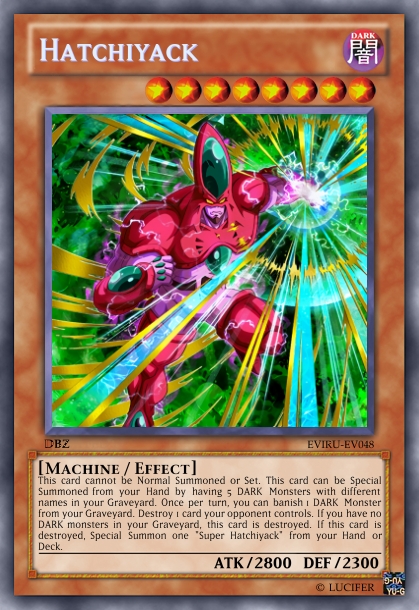 HATCHIYACK
DARK
闇
DBZ
EVIRU-EV048
[MACHINE / EFFECT]
This card cannot be Normal Summoned or Set. This card can be Special
Summoned from your Hand by having 5 DARK Monsters with different
names in your Graveyard. Once per turn, you can banish 1 DARK Monster
from your Graveyard. Destroy 1 card your opponent controls. If you have no
DARK monsters in your Graveyard, this card is destroyed. If this card is
destroyed, Special Summon one "Super Hatchiyack" from your Hand or
Deck.
ATK/2800 DEF/2300
© LUCIFER
YU-G